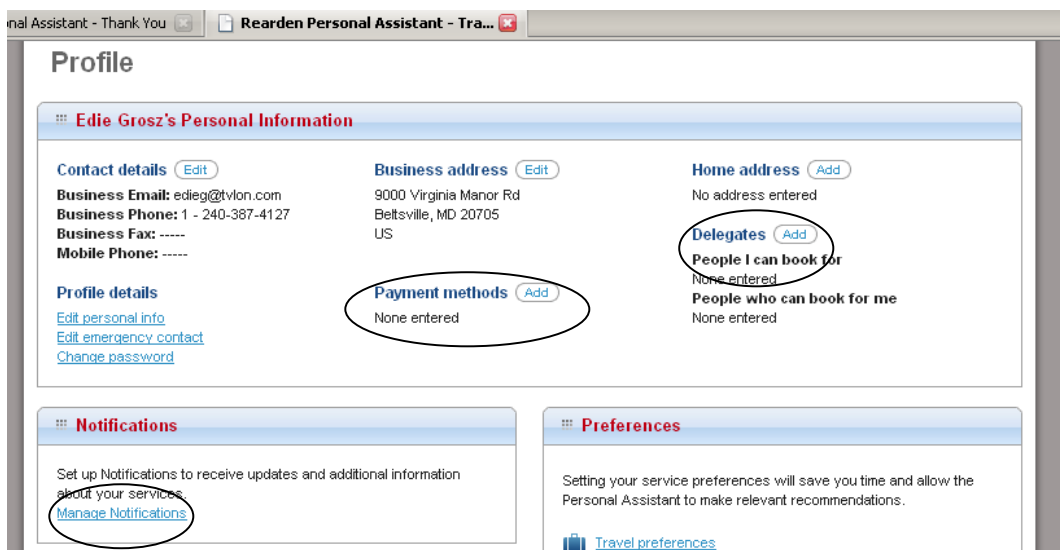 onal Assistant - Thank You
Rearden Personal Assistant - Tra...
Profile
Edie Grosz's Personal Information
Contact details Edit
Business Email: edieg@tvlon.com
Business Phone: 1 - 240-387-4127
Business Fax: -----
Mobile Phone: -----
Profile details
Edit personal info
Edit emergency contact
Change password
Business address Edit
9000 Virginia Manor Rd
Beltsville, MD 20705
US
Payment methods Add
None entered
Home address Add
No address entered
Delegates Add
People I can book for
None entered
People who can book for me
None entered
Notifications
Set up Notifications to receive updates and additional information
about your services.
Manage Notifications
Preferences
Setting your service preferences will save you time and allow the
Personal Assistant to make relevant recommendations.
Travel preferences